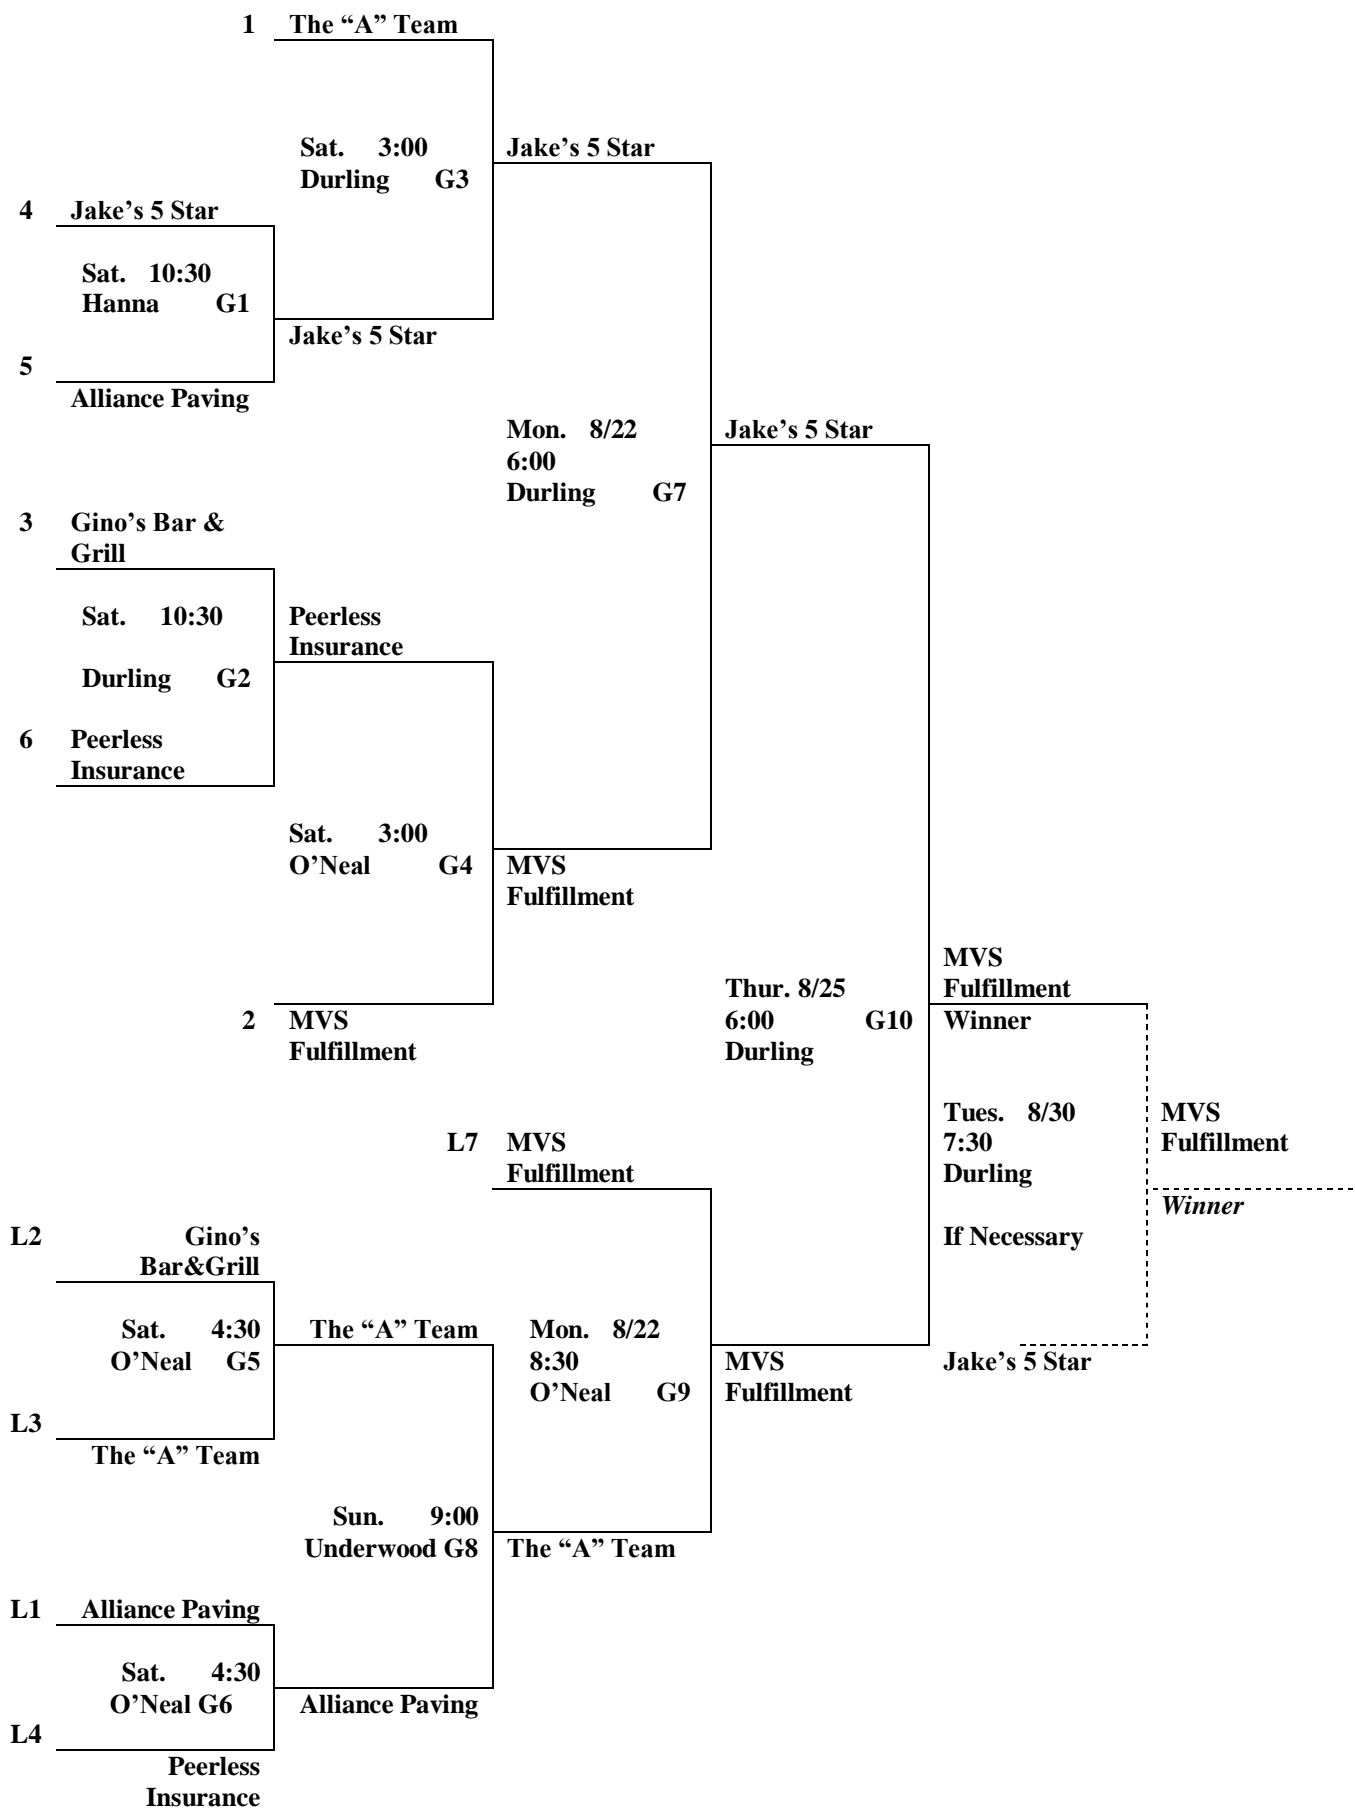 1 The “A” Team
Sat. 3:00
Durling G3
Jake’s 5 Star
4 Jake’s 5 Star
Sat. 10:30
Hanna G1
Jake’s 5 Star
5
Alliance Paving
Mon. 8/22
6:00
Durling G7
Jake’s 5 Star
3 Gino’s Bar &
Grill
Sat. 10:30
Durling G2
Peerless
Insurance
6 Peerless
Insurance
Sat. 3:00
O’Neal G4
MVS
Fulfillment
2 MVS
Fulfillment
Thur. 8/25
6:00 G10
Durling
MVS
Fulfillment
Winner
Tues. 8/30
7:30
Durling
If Necessary
MVS
Fulfillment
Winner
L7 MVS
Fulfillment
L2 Gino’s
Bar&Grill
Sat. 4:30
O’Neal G5
The “A” Team
Mon. 8/22
8:30
O’Neal G9
MVS
Fulfillment
Jake’s 5 Star
L3
The “A” Team
Sun. 9:00
Underwood G8
The “A” Team
L1 Alliance Paving
Sat. 4:30
O’Neal G6
Alliance Paving
L4
Peerless
Insurance